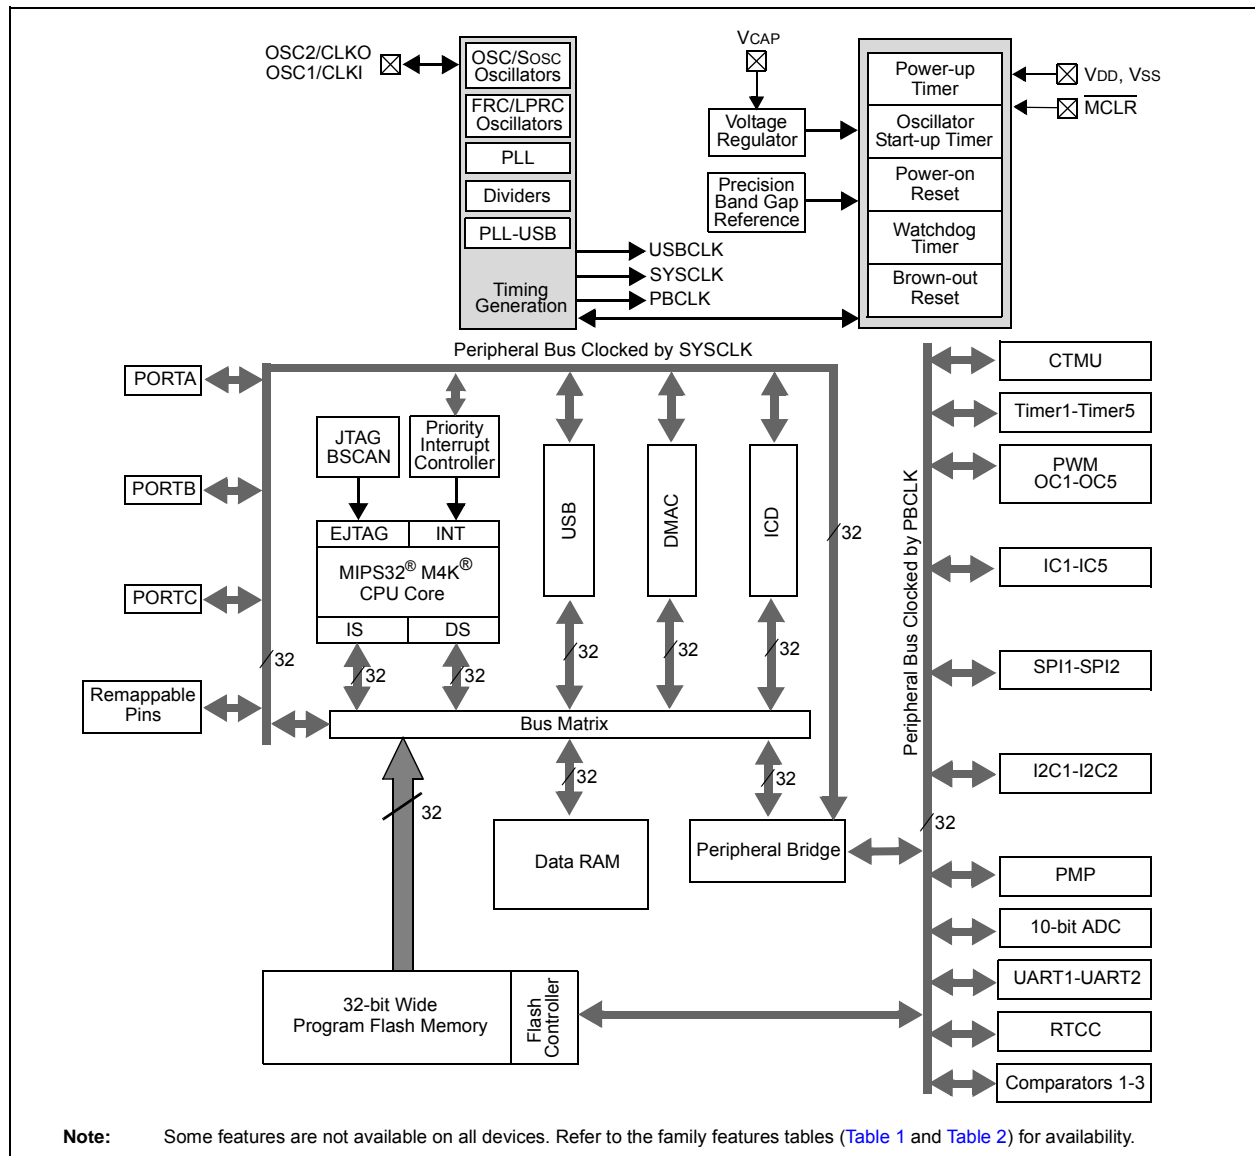 OSC2/CLKO
OSC1/CLKI
OSC/SOSC
Oscillators
FRC/LPRC
Oscillators
PLL
Dividers
PLL-USB
Timing
Generation
USBCLK
SYSCLK
PBCLK
VCAP
Voltage
Regulator
Precision
Band Gap
Reference
Power-up
Timer
Oscillator
Start-up Timer
Power-on
Reset
Watchdog
Timer
Brown-out
Reset
VDD, VSS
MCLR
Peripheral Bus Clocked by SYSCLK
PORTA
PORTB
PORTC
Remappable
Pins
32
JTAG
BSCAN
Priority
Interrupt
Controller
EJTAG
INT
MIPS32® M4K®
CPU Core
IS
DS
32
32
USB
32
DMAC
32
ICD
32
32
Bus Matrix
32
32
32
Data RAM
Peripheral Bridge
32-bit Wide
Program Flash Memory
Flash
Controller
Peripheral Bus Clocked by PBCLK
32
CTMU
Timer1-Timer5
PWM
OC1-OC5
IC1-IC5
SPI1-SPI2
I2C1-I2C2
PMP
10-bit ADC
UART1-UART2
RTCC
Comparators 1-3
Note: Some features are not available on all devices. Refer to the family features tables (Table 1 and Table 2) for availability.